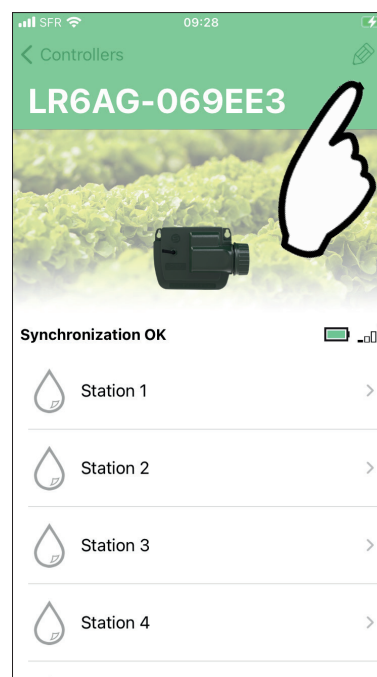 SFR 09:28
Controllers
LR6AG-069EE3
Synchronization OK
Station 1
Station 2
Station 3
Station 4